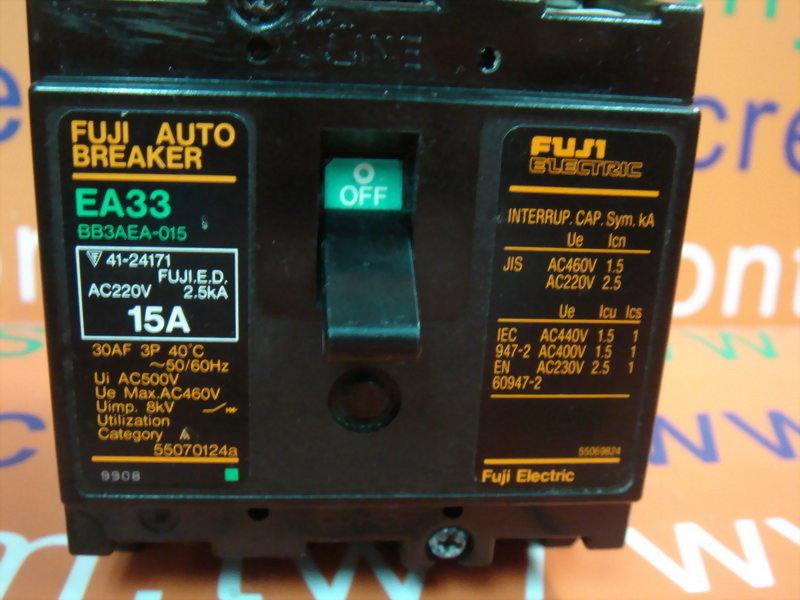 LINE
FUJI AUTO
BREAKER
EA33
BB3AEA-015
41-24171
FUJI.E.D.
AC220V 2.5kA
15A
30AF 3P 40°C
~50/60Hz
Ui AC500V
Ue Max.AC460V
Uimp. 8kV
Utilization
Category A
55070124a
9908
O
OFF
FUJI
ELECTRIC
INTERRUP. CAP. Sym. kA
Ue Icn
JIS AC460V 1.5
AC220V 2.5
Ue Icu Ics
IEC AC440V 1.5 1
947-2 AC400V 1.5 1
EN AC230V 2.5 1
60947-2
55069824
Fuji Electric